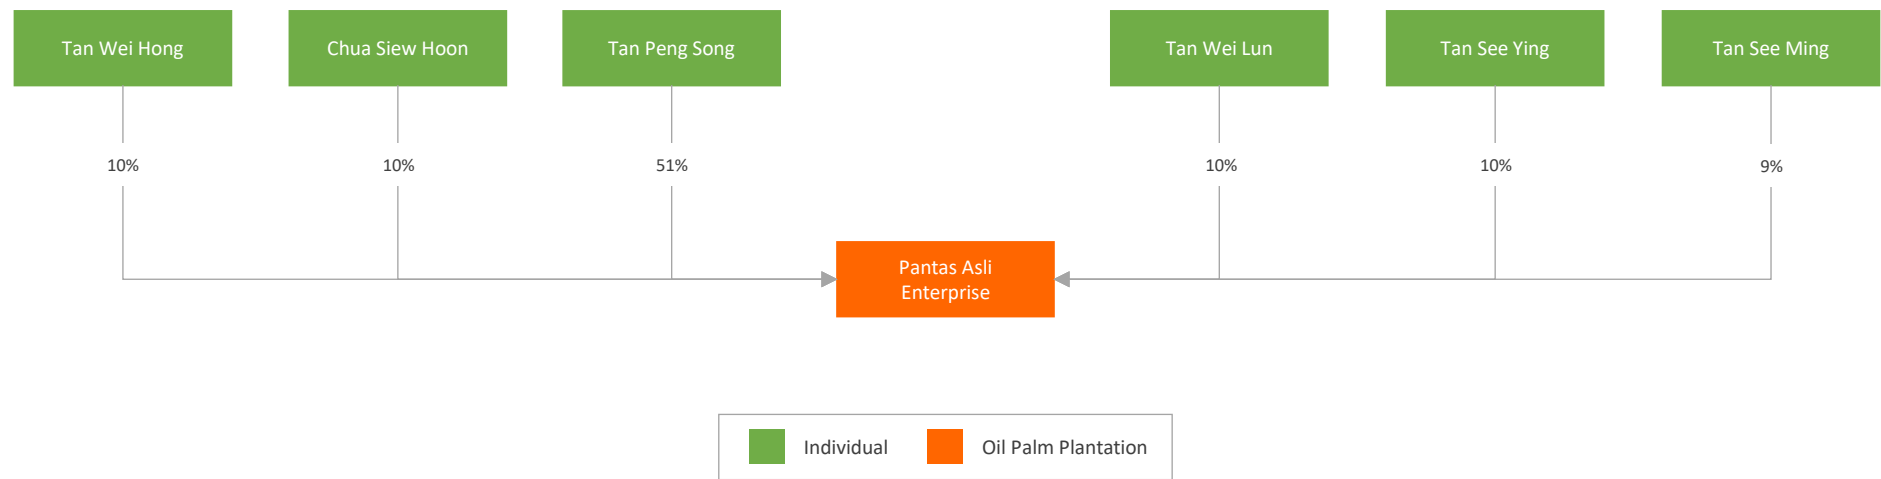 Tan Wei Hong
Chua Siew Hoon
Tan Peng Song
Tan Wei Lun
Tan See Ying
Tan See Ming
10%
10%
51%
10%
10%
9%
Pantas Asli
Enterprise
Individual
Oil Palm Plantation